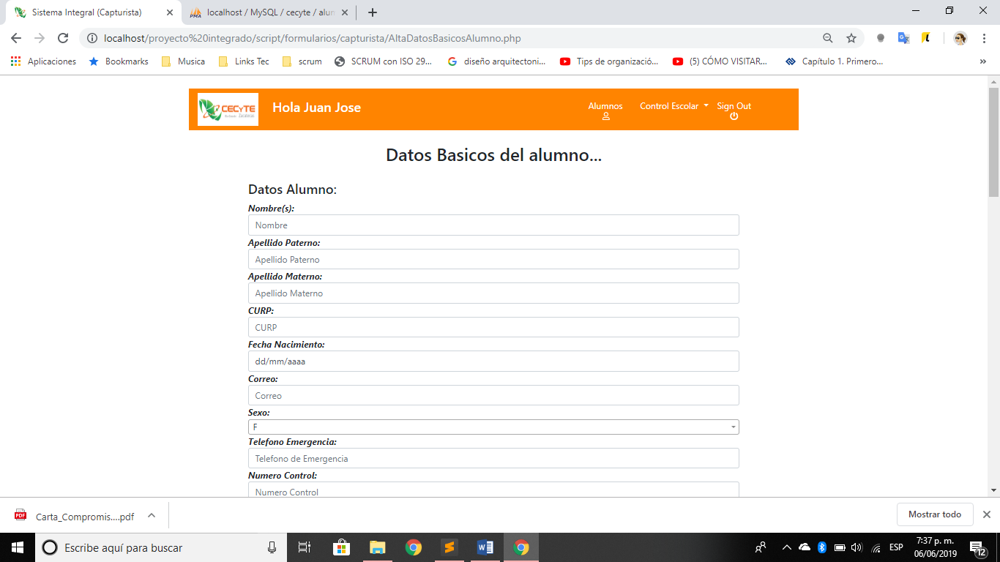 Sistema Integral (Capturista)
localhost / MySQL / cecyte / alun
localhost/proyecto%20integrado/script/formularios/capturista/AltaDatosBasicosAlumno.php
Aplicaciones
Bookmarks
Musica
Links Tec
scrum
SCRUM con ISO 29...
diseño arquitectoni...
Tips de organizació...
(5) CÓMO VISITAR...
Capítulo 1. Primero...
»
CECyTE
Zacatecas
Hola Juan Jose
Alumnos
Control Escolar
Sign Out
Datos Basicos del alumno...
Datos Alumno:
Nombre(s):
Nombre
Apellido Paterno:
Apellido Paterno
Apellido Materno:
Apellido Materno
CURP:
CURP
Fecha Nacimiento:
dd/mm/aaaa
Correo:
Correo
Sexo:
F
Telefono Emergencia:
Telefono de Emergencia
Numero Control:
Numero Control
Carta_Compromis....pdf
Mostrar todo
Escribe aquí para buscar
ESP
7:37 p. m.
06/06/2019
12